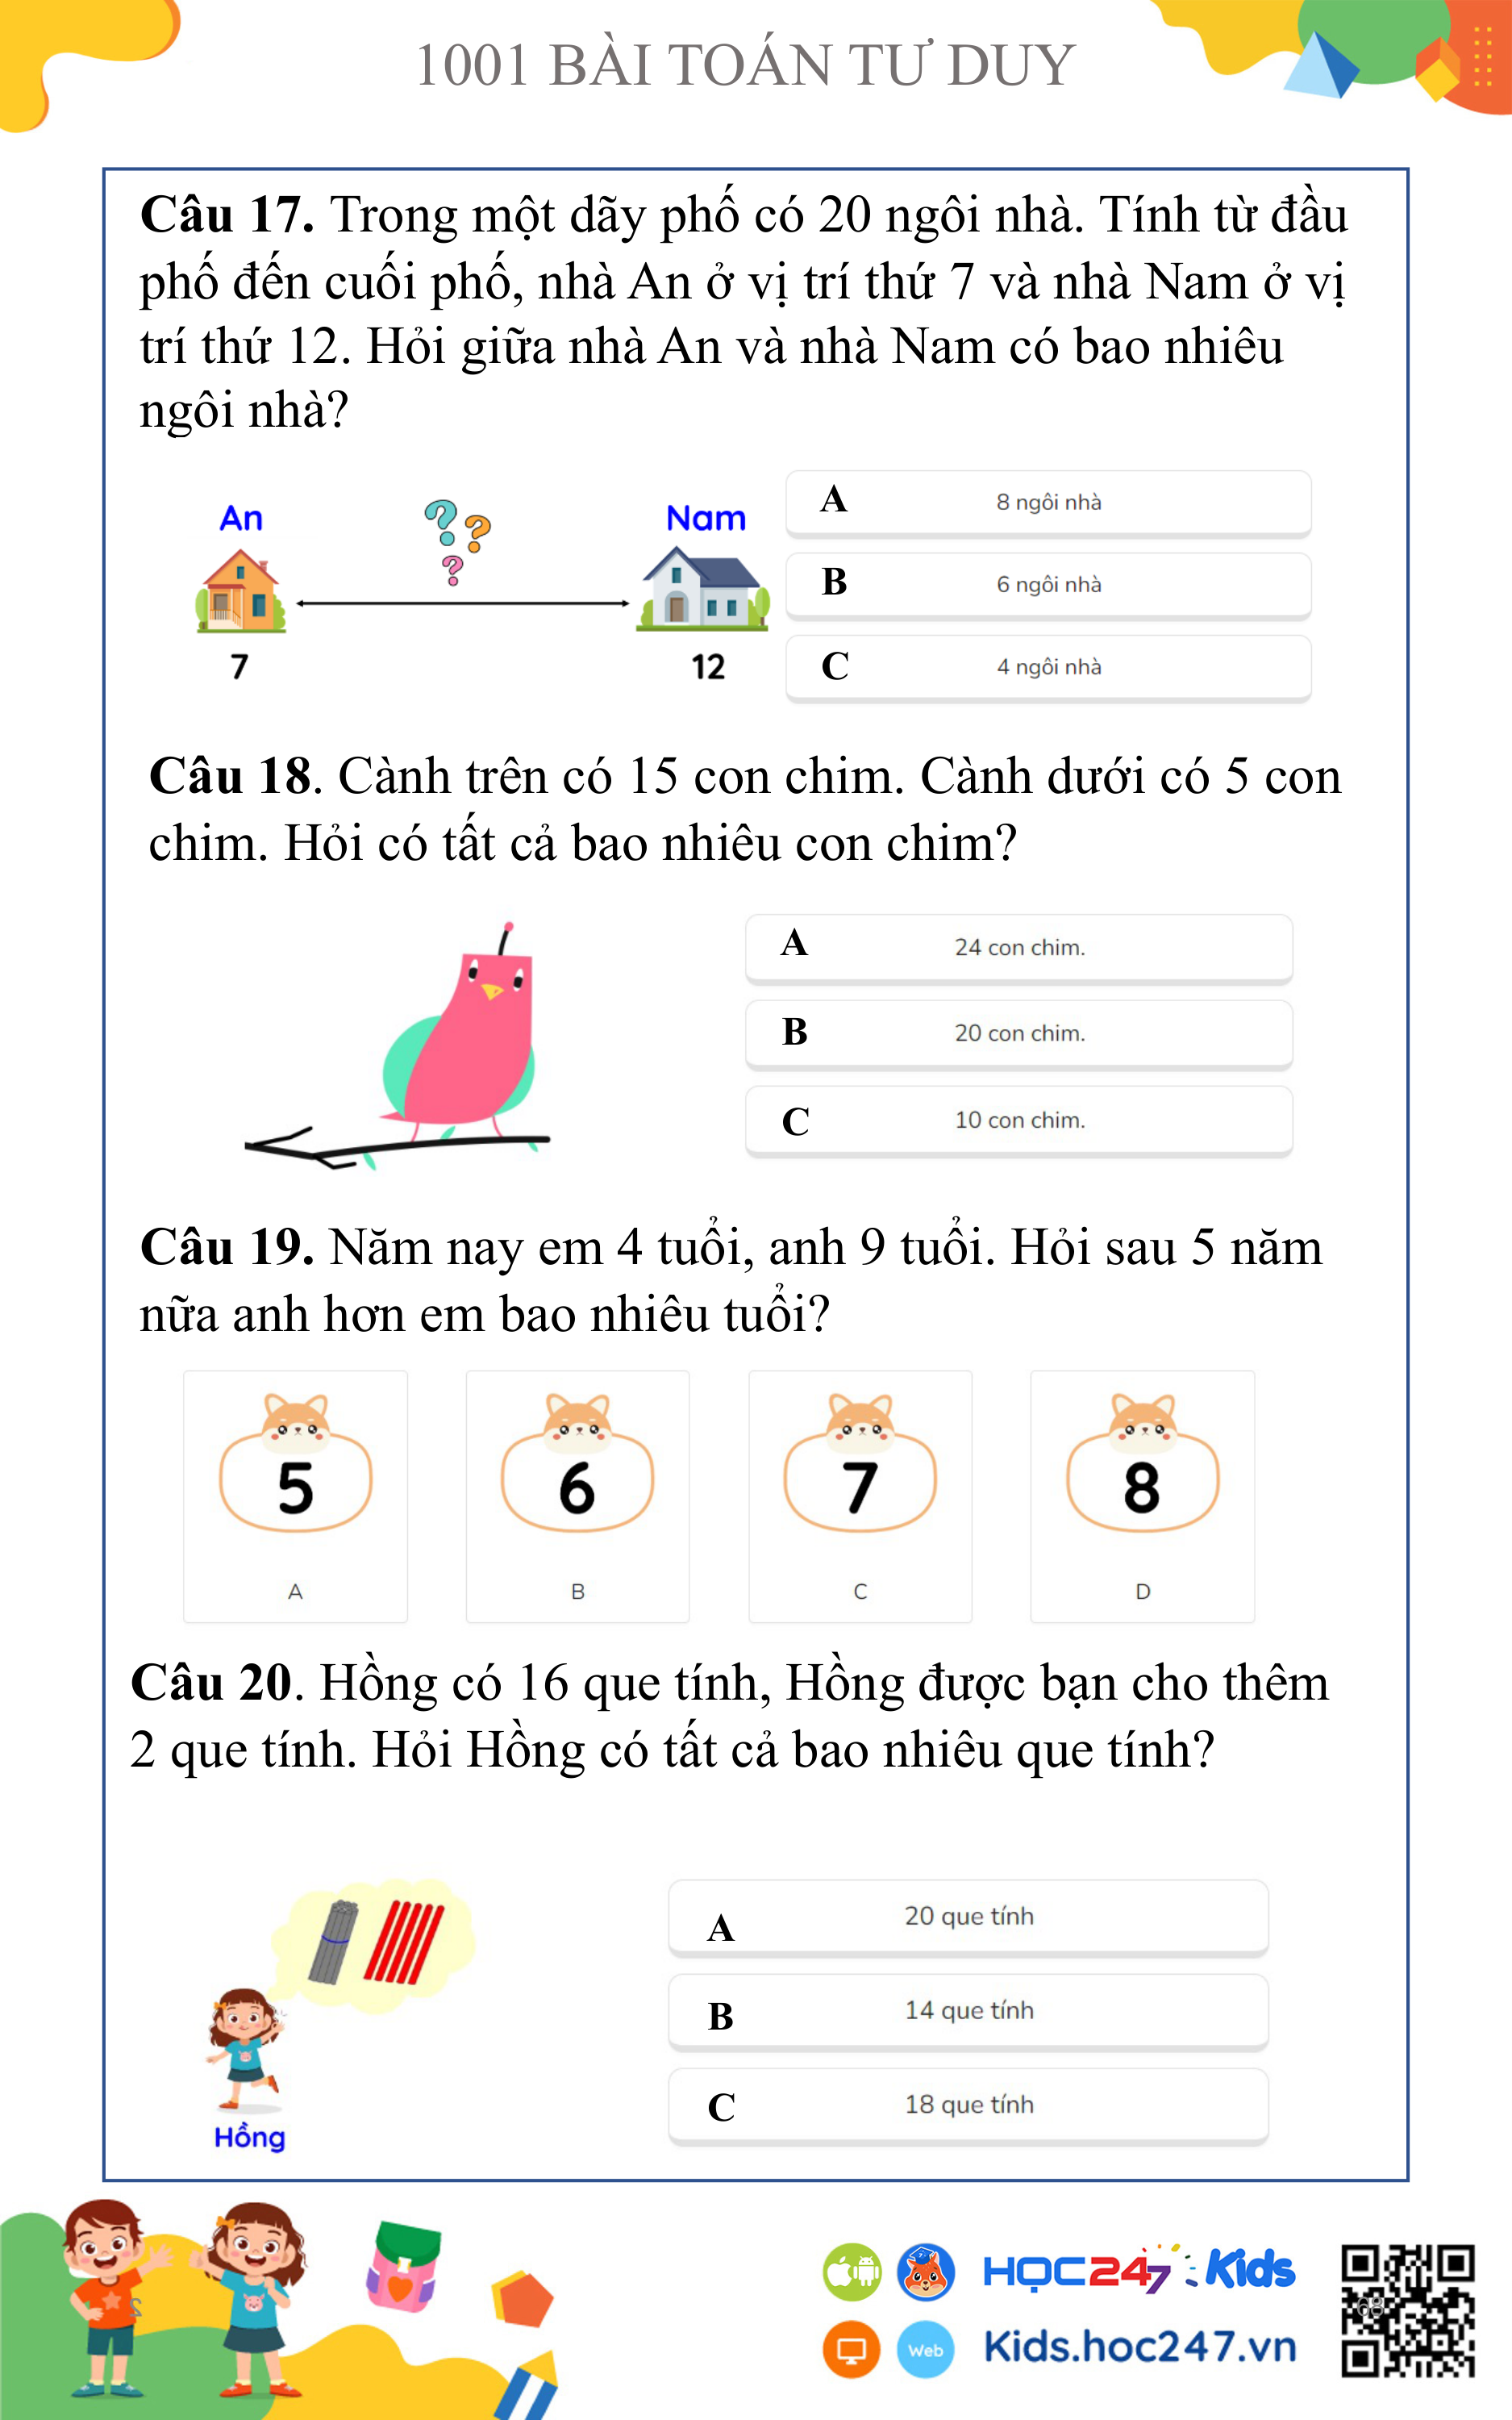 1001 BÀI TOÁN TƯ DUY
Câu 17. Trong một dãy phố có 20 ngôi nhà. Tính từ đầu
phố đến cuối phố, nhà An ở vị trí thứ 7 và nhà Nam ở vị
trí thứ 12. Hỏi giữa nhà An và nhà Nam có bao nhiêu
ngôi nhà?
An
Nam
7
12
A 8 ngôi nhà
B 6 ngôi nhà
C 4 ngôi nhà
Câu 18. Cành trên có 15 con chim. Cành dưới có 5 con
chim. Hỏi có tất cả bao nhiêu con chim?
A 24 con chim.
B 20 con chim.
C 10 con chim.
Câu 19. Năm nay em 4 tuổi, anh 9 tuổi. Hỏi sau 5 năm
nữa anh hơn em bao nhiêu tuổi?
5 6 7 8
A B C D
Câu 20. Hồng có 16 que tính, Hồng được bạn cho thêm
2 que tính. Hỏi Hồng có tất cả bao nhiêu que tính?
Hồng
A 20 que tính
B 14 que tính
C 18 que tính
2
HỌC247 Kids
68
Web Kids.hoc247.vn